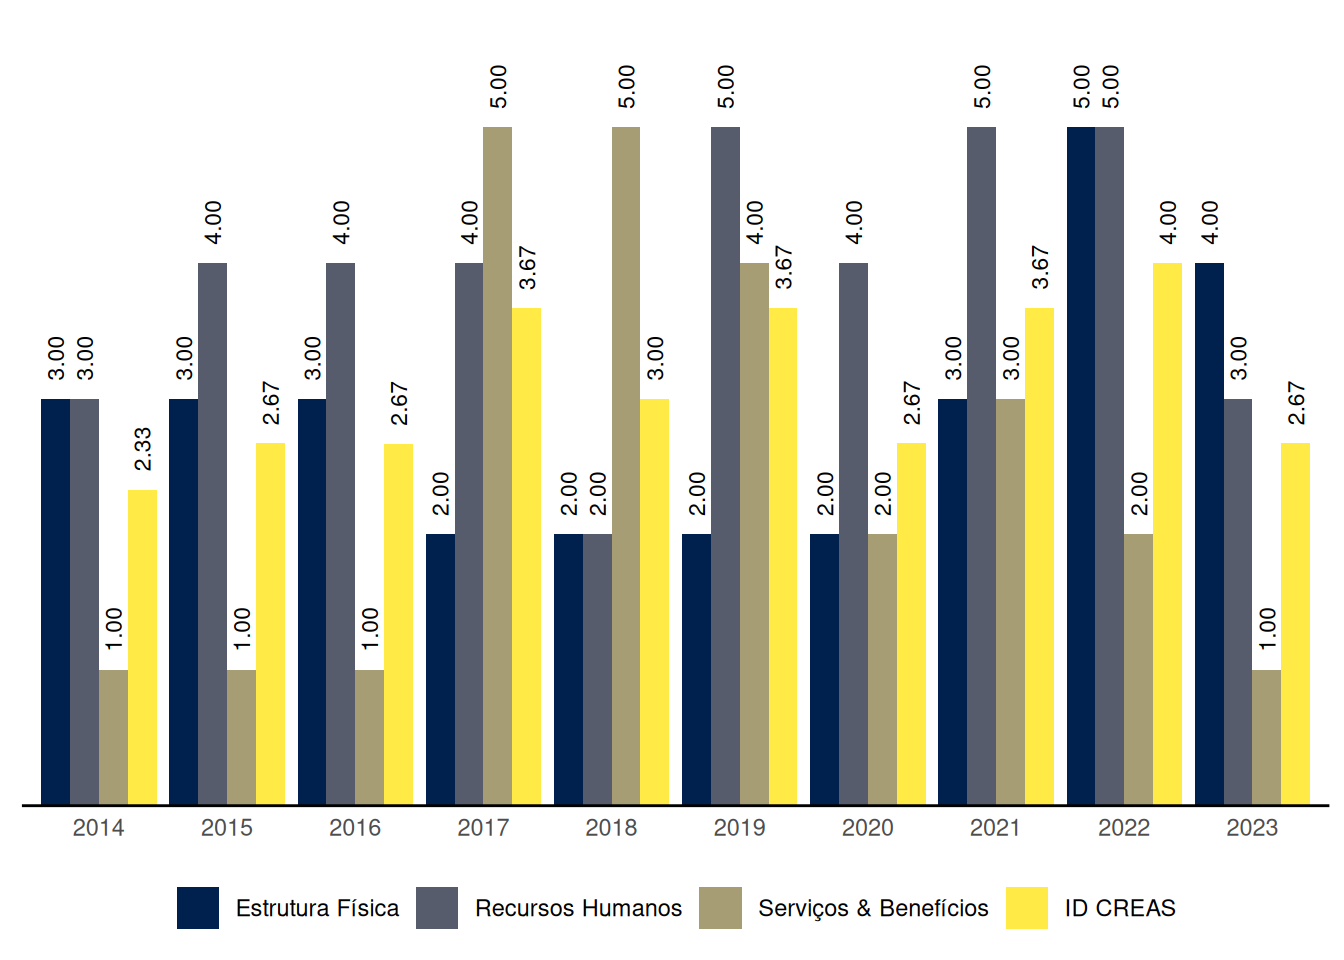 5.00 5.00 5.00 5.00 5.00 5.00
4.00 4.00 4.00 4.00 4.00 4.00 4.00
3.67 3.67 3.67
3.00 3.00 3.00 3.00 3.00 3.00 3.00 3.00
2.33 2.67 2.67 2.67 2.67
2.00 2.00 2.00 2.00 2.00 2.00 2.00
1.00 1.00 1.00 1.00
2014 2015 2016 2017 2018 2019 2020 2021 2022 2023
Estrutura Física Recursos Humanos Serviços & Benefícios ID CREAS